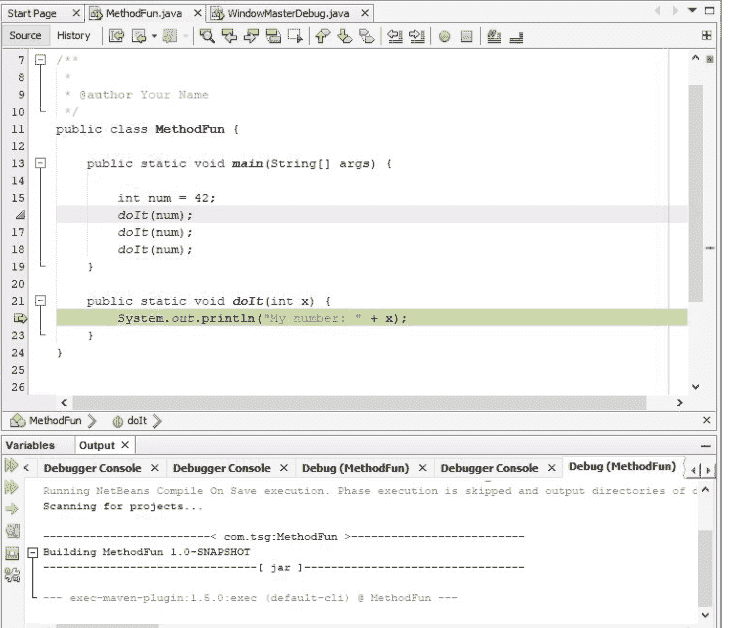 Start Page
MethodFun.java
WindowMasterDebug.java
Source History
7 /**
8 *
9 * @author Your Name
10 */
11 public class MethodFun {
12
13 public static void main(String[] args) {
14
15 int num = 42;
doIt(num);
17 doIt(num);
18 doIt(num);
19 }
20
21 public static void doIt(int x) {
System.out.println("My number: " + x);
23 }
24 }
25
26
MethodFun doIt
Variables Output
Debugger Console Debugger Console Debug (MethodFun) Debugger Console Debug (MethodFun)
Running NetBeans Compile On Save execution. Phase execution is skipped and output directories of
Scanning for projects...
------------------------< com.tsg:MethodFun >-------------------------
Building MethodFun 1.0-SNAPSHOT
--------------------------------[ jar ]---------------------------------
--- exec-maven-plugin:1.5.0:exec (default-cli) @ MethodFun ---